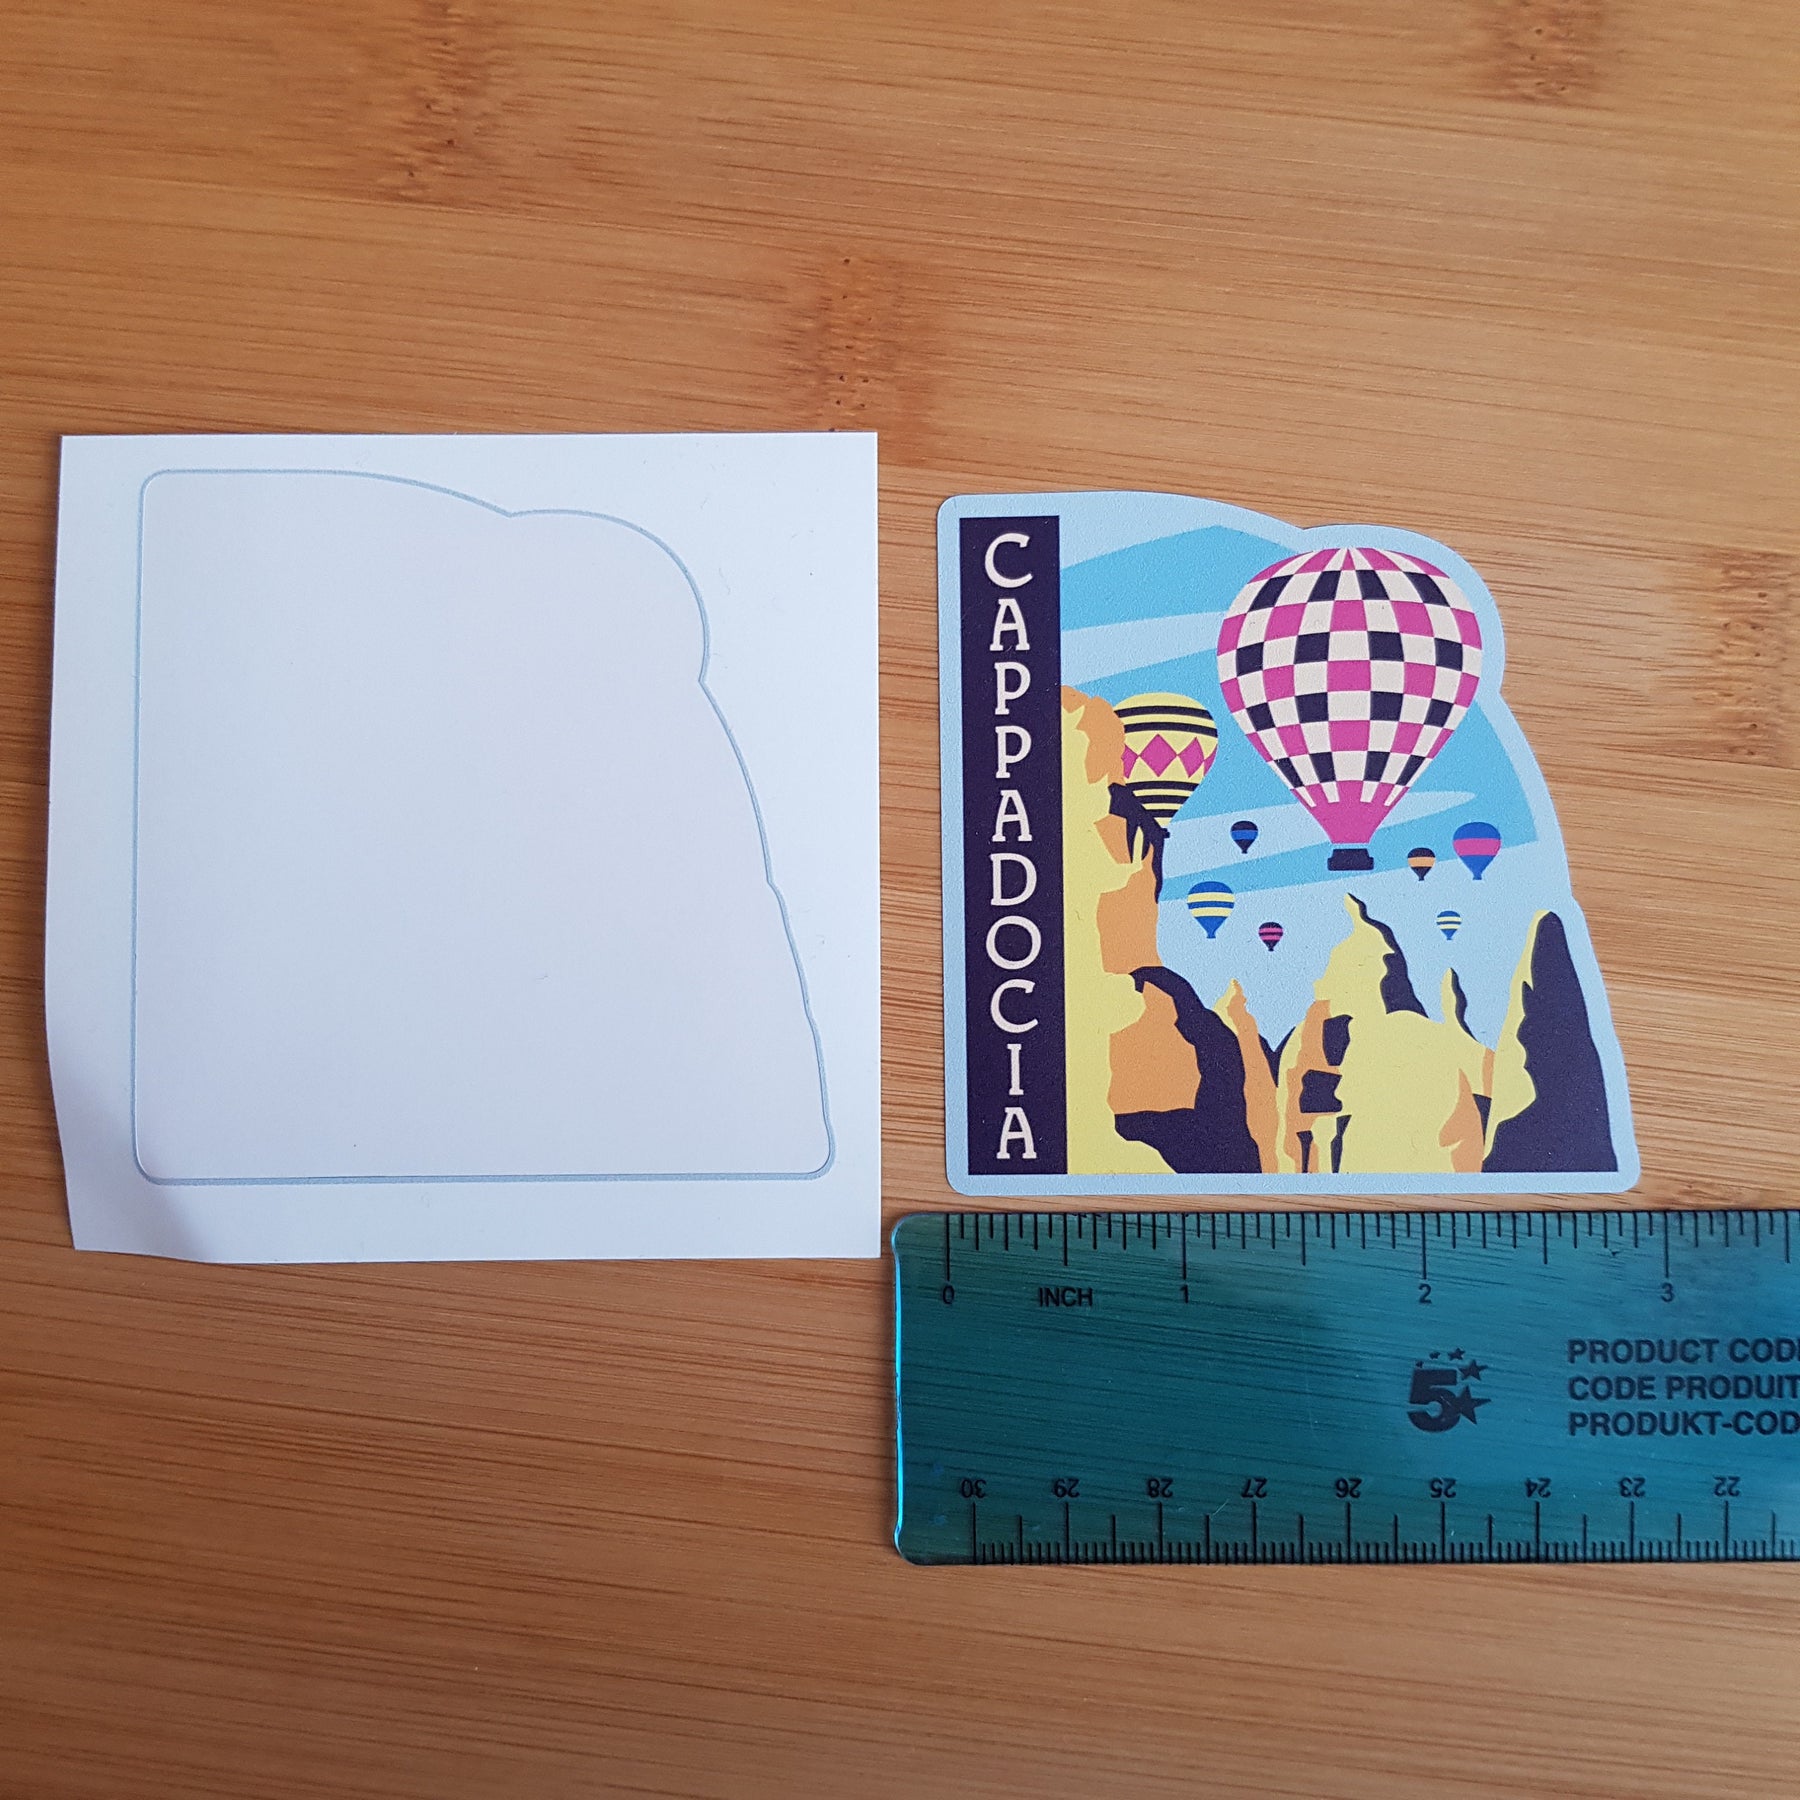 CAPPADOCIA
0 INCH 1 2 3
5
PRODUCT COD
CODE PRODUIT
PRODUKT-COD
30 29 28 27 26 25 24 23 22